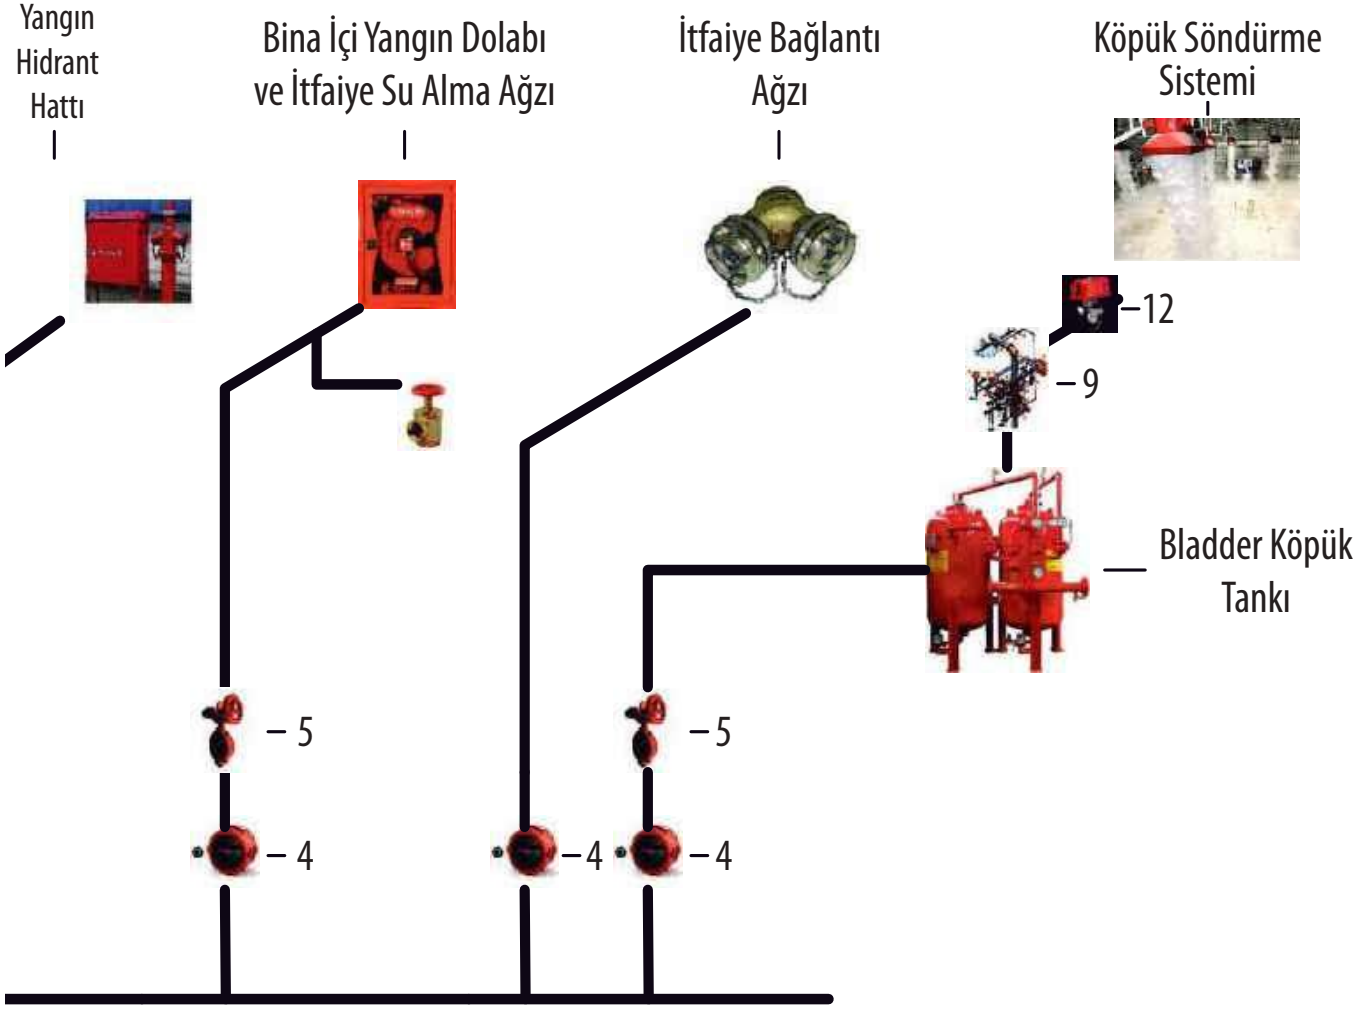 Yangın
Hidrant
Hattı
Bina İçi Yangın Dolabı
ve İtfaiye Su Alma Ağzı
İtfaiye Bağlantı
Ağzı
Köpük Söndürme
Sistemi
–12
– 9
Bladder Köpük
Tankı
– 5
– 5
– 4
– 4
– 4